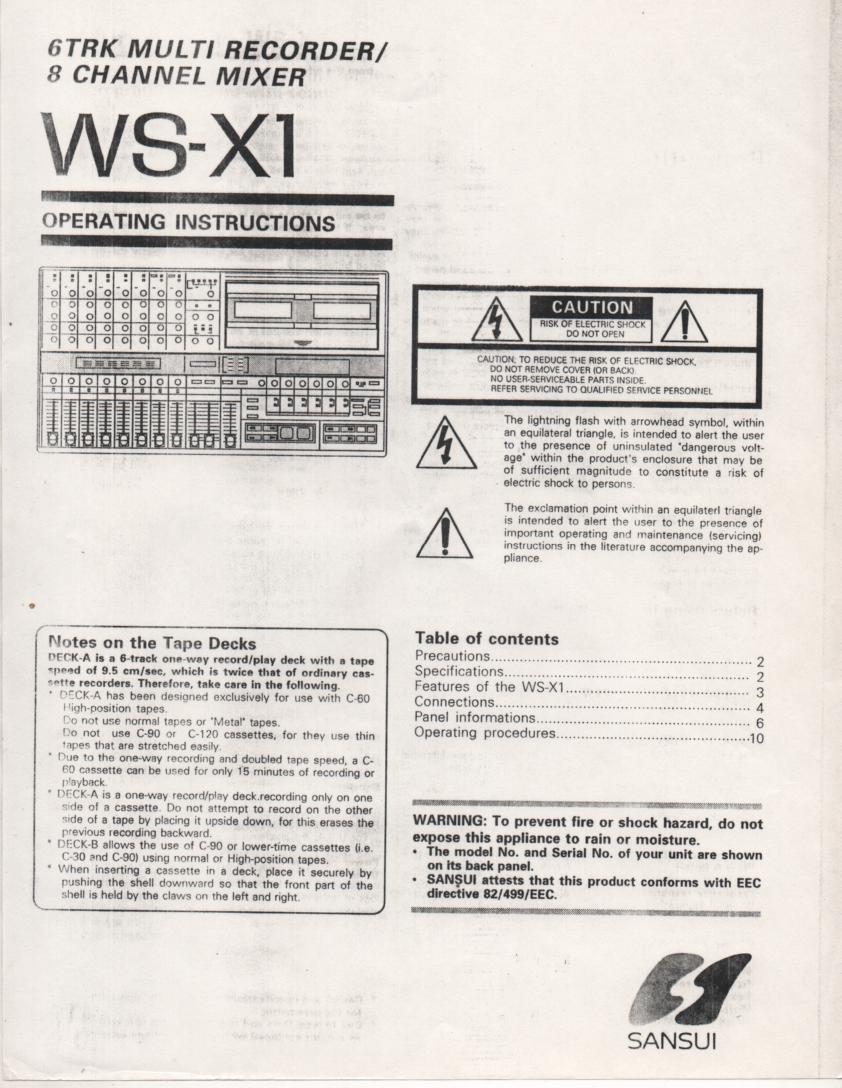 6TRK MULTI RECORDER/
8 CHANNEL MIXER
WS-X1
OPERATING INSTRUCTIONS
CAUTION
RISK OF ELECTRIC SHOCK
DO NOT OPEN
CAUTION: TO REDUCE THE RISK OF ELECTRIC SHOCK,
DO NOT REMOVE COVER (OR BACK).
NO USER-SERVICEABLE PARTS INSIDE.
REFER SERVICING TO QUALIFIED SERVICE PERSONNEL
The lightning flash with arrowhead symbol, within
an equilateral triangle, is intended to alert the user
to the presence of uninsulated "dangerous volt-
age" within the product's enclosure that may be
of sufficient magnitude to constitute a risk of
electric shock to persons.
The exclamation point within an equilaterl triangle
is intended to alert the user to the presence of
important operating and maintenance (servicing)
instructions in the literature accompanying the ap-
pliance.
Notes on the Tape Decks
DECK-A is a 6-track one-way record/play deck with a tape
speed of 9.5 cm/sec, which is twice that of ordinary cas-
sette recorders. Therefore, take care in the following.
* DECK-A has been designed exclusively for use with C-60
High-position tapes.
Do not use normal tapes or "Metal" tapes.
Do not use C-90 or C-120 cassettes, for they use thin
tapes that are stretched easily.
* Due to the one-way recording and doubled tape speed, a C-
60 cassette can be used for only 15 minutes of recording or
playback.
* DECK-A is a one-way record/play deck.recording only on one
side of a cassette. Do not attempt to record on the other
side of a tape by placing it upside down, for this erases the
previous recording backward.
* DECK-B allows the use of C-90 or lower-time cassettes (i.e.
C-30 and C-90) using normal or High-position tapes.
* When inserting a cassette in a deck, place it securely by
pushing the shell downward so that the front part of the
shell is held by the claws on the left and right.
Table of contents
Precautions.......................................................... 2
Specifications....................................................... 2
Features of the WS-X1.......................................... 3
Connections......................................................... 4
Panel informations................................................ 6
Operating procedures............................................10
WARNING: To prevent fire or shock hazard, do not
expose this appliance to rain or moisture.
• The model No. and Serial No. of your unit are shown
on its back panel.
• SANSUI attests that this product conforms with EEC
directive 82/499/EEC.
SANSUI